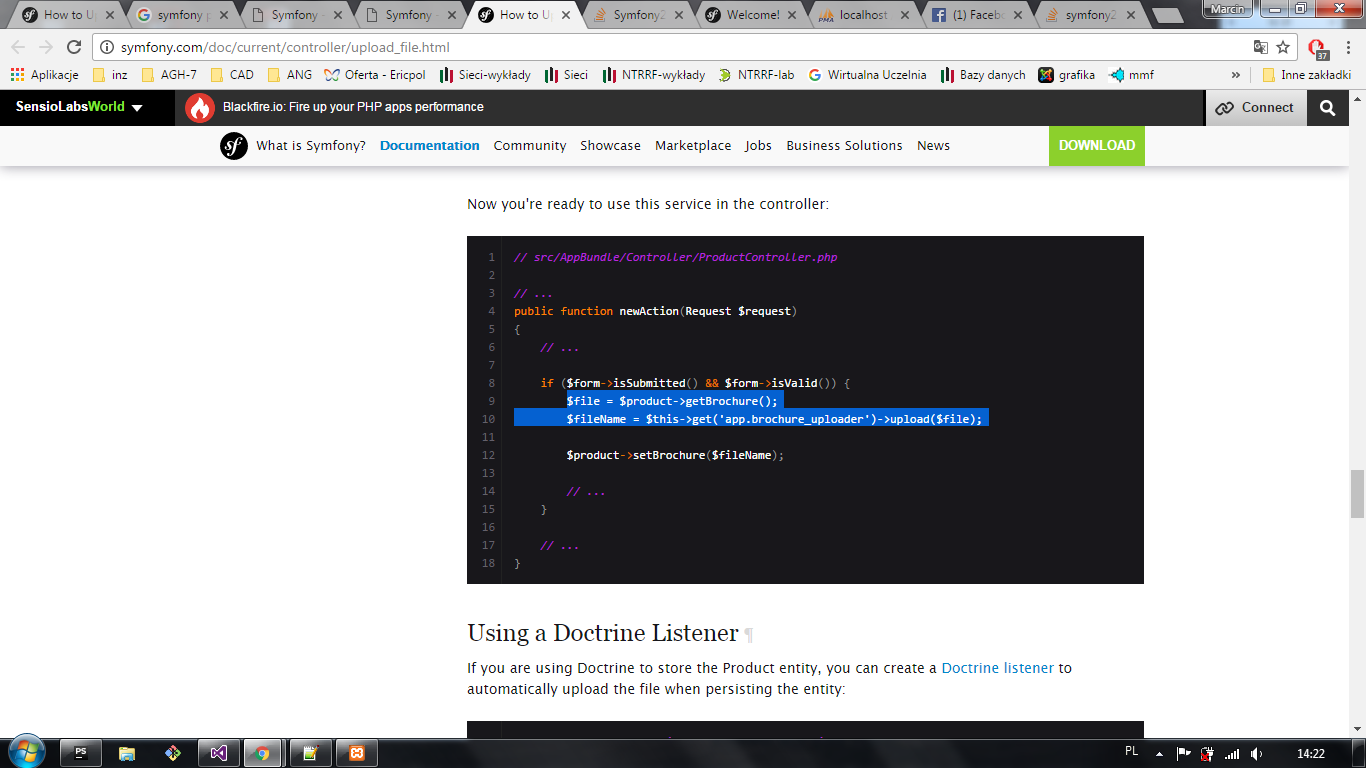 How to U
symfony p
Symfony
Symfony
How to U
Symfony2
Welcome!
PMA
localhost
(1) Faceb
symfony2
Marcin
symfony.com/doc/current/controller/upload_file.html
37
Aplikacje
inz
AGH-7
CAD
ANG
Oferta - Ericpol
Sieci-wykłady
Sieci
NTRRF-wykłady
NTRRF-lab
Wirtualna Uczelnia
Bazy danych
grafika
mmf
»
Inne zakładki
SensioLabsWorld
Blackfire.io: Fire up your PHP apps performance
Connect
sf
What is Symfony?
Documentation
Community
Showcase
Marketplace
Jobs
Business Solutions
News
DOWNLOAD
Now you're ready to use this service in the controller:
1 // src/AppBundle/Controller/ProductController.php
2
3 // ...
4 public function newAction(Request $request)
5 {
6     // ...
7
8     if ($form->isSubmitted() && $form->isValid()) {
9         $file = $product->getBrochure();
10         $fileName = $this->get('app.brochure_uploader')->upload($file);
11
12         $product->setBrochure($fileName);
13
14         // ...
15     }
16
17     // ...
18 }
Using a Doctrine Listener ¶
If you are using Doctrine to store the Product entity, you can create a Doctrine listener to
automatically upload the file when persisting the entity:
PS
PL
14:22